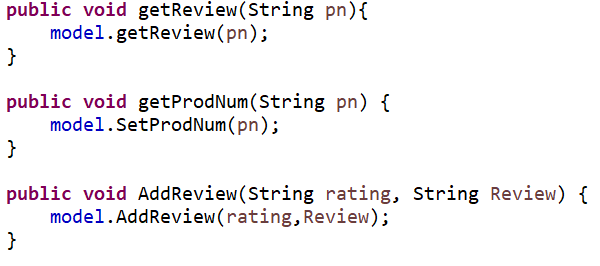 public void getReview(String pn){
    model.getReview(pn);
}

public void getProdNum(String pn) {
    model.SetProdNum(pn);
}

public void AddReview(String rating, String Review) {
    model.AddReview(rating,Review);
}